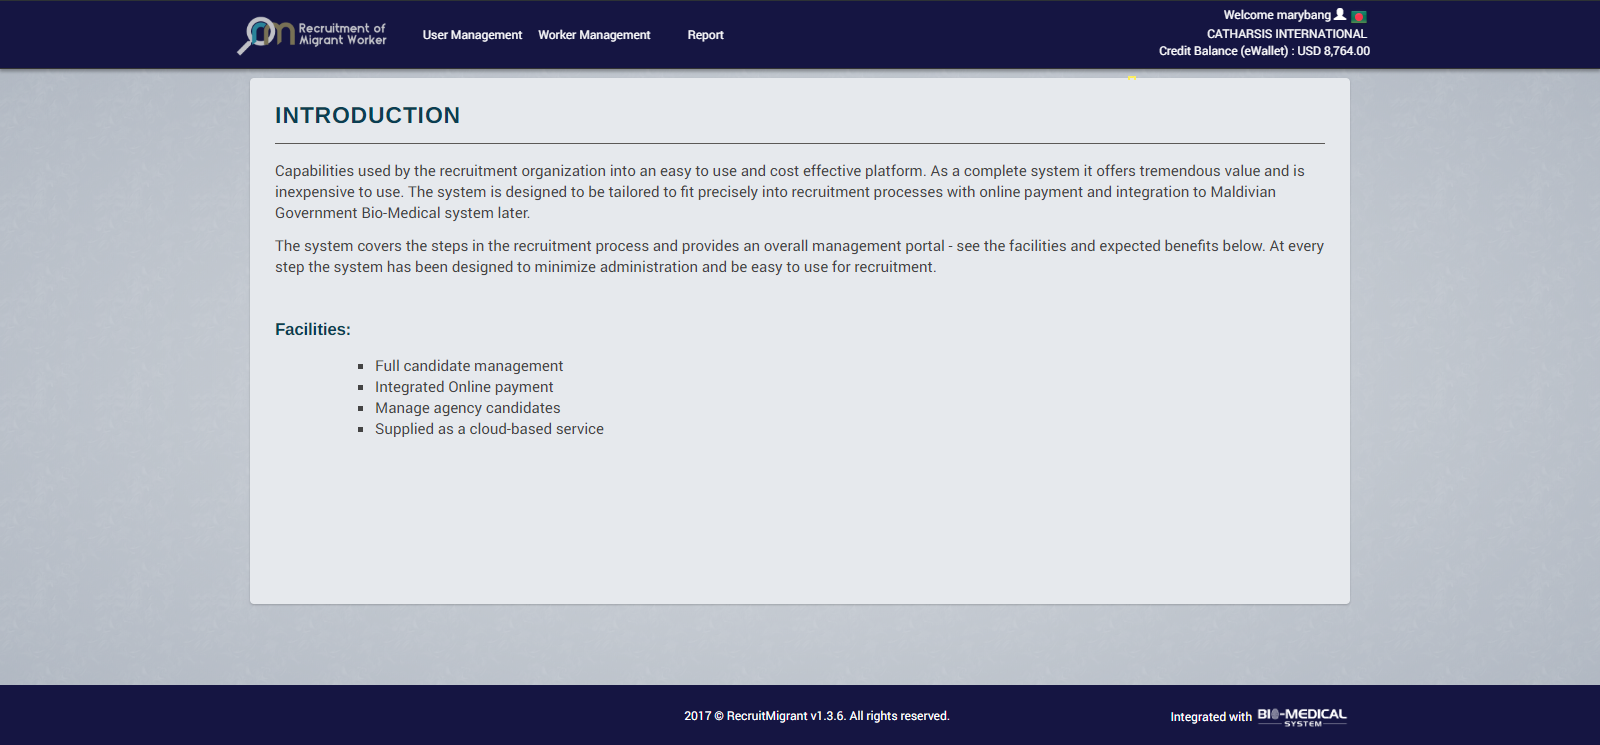 Recruitment of
Migrant Worker
User Management Worker Management Report
Welcome marybang
CATHARSIS INTERNATIONAL
Credit Balance (eWallet) : USD 8,764.00
INTRODUCTION
Capabilities used by the recruitment organization into an easy to use and cost effective platform. As a complete system it offers tremendous value and is
inexpensive to use. The system is designed to be tailored to fit precisely into recruitment processes with online payment and integration to Maldivian
Government Bio-Medical system later.
The system covers the steps in the recruitment process and provides an overall management portal - see the facilities and expected benefits below. At every
step the system has been designed to minimize administration and be easy to use for recruitment.
Facilities:
Full candidate management
Integrated Online payment
Manage agency candidates
Supplied as a cloud-based service
2017 © RecruitMigrant v1.3.6. All rights reserved.
Integrated with BIO-MEDICAL
SYSTEM